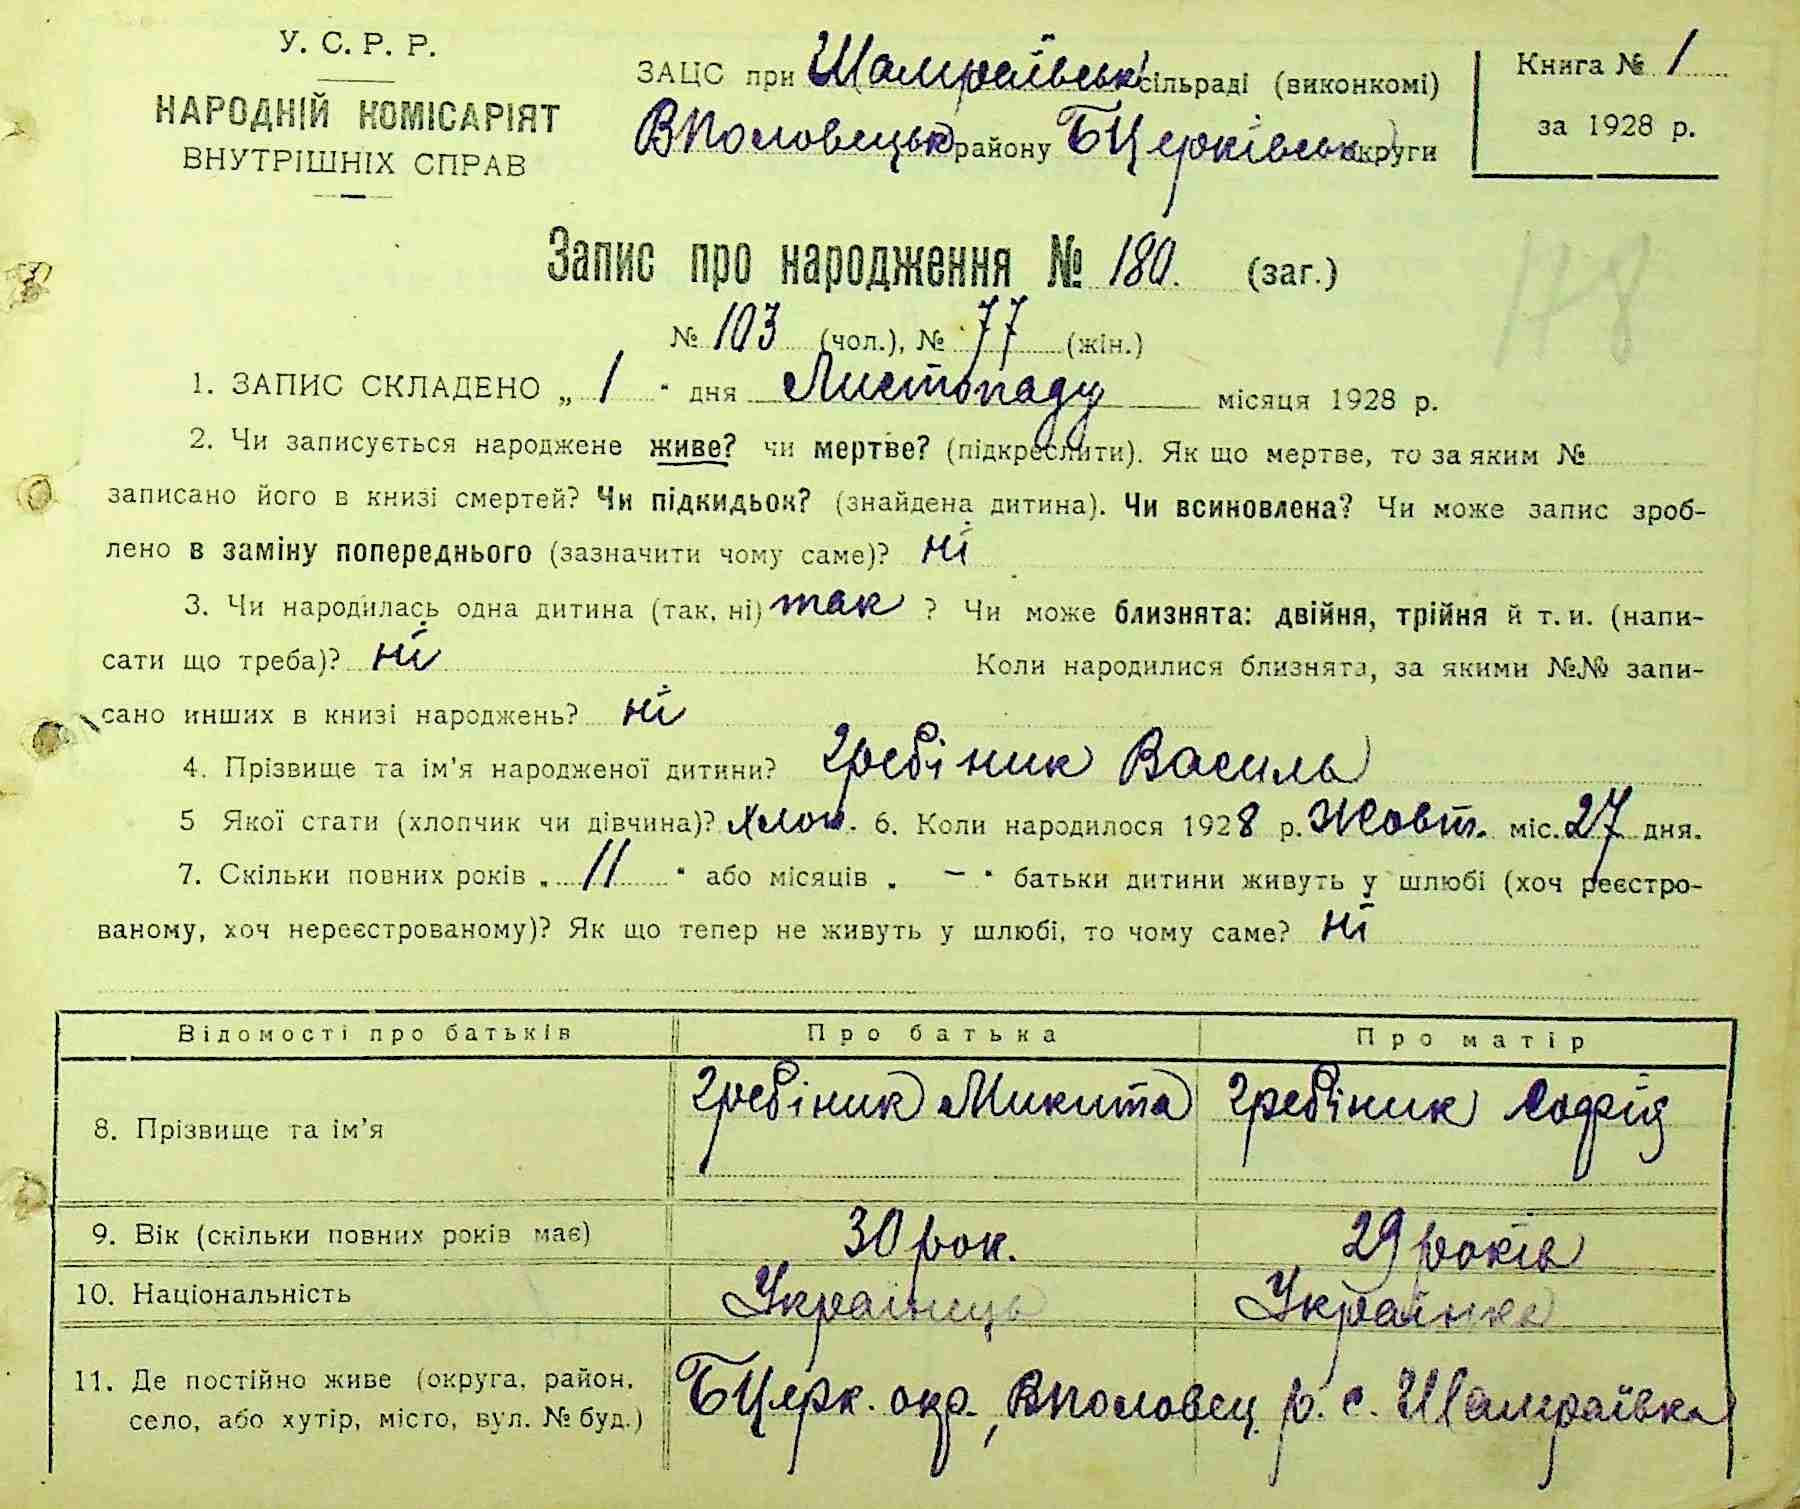 У. С. Р. Р.
НАРОДНІЙ КОМІСАРІЯТ
ВНУТРІШНІХ СПРАВ
ЗАЦС при Шамраївськ сільраді (виконкомі)
ВПоловецьк району БЦерківськ округи
Книга № 1
за 1928 р.
Запис про народження № 180. (заг.)
№ 103 (чол.), № 77 (жін.)
118
1. ЗАПИС СКЛАДЕНО „ 1 " дня Листопаду місяця 1928 р.
2. Чи записується народжене живе? чи мертве? (підкреслити). Як що мертве, то за яким №
записано його в книзі смертей? Чи підкидьок? (знайдена дитина). Чи всиновлена? Чи може запис зроб-
лено в заміну попереднього (зазначити чому саме)? ні
3. Чи народилась одна дитина (так, ні) так ? Чи може близнята: двійня, трійня й т. и. (напи-
сати що треба)? ні Коли народилися близнята, за якими №№ запи-
сано инших в книзі народжень? ні
4. Прізвище та ім'я народженої дитини? Гребіник Василь
5 Якої стати (хлопчик чи дівчина)? хлоп. 6. Коли народилося 1928 р. Жовт. міс. 27 дня.
7. Скільки повних років „ 11 " або місяців „ — " батьки дитини живуть у шлюбі (хоч реєстро-
ваному, хоч нереєстрованому)? Як що тепер не живуть у шлюбі, то чому саме? ні
Відомості про батьків Про батька Про матір
8. Прізвище та ім'я Гребіник Микита Гребіник Софія
9. Вік (скільки повних років має) 30 рок. 29 років
10. Національність Українець Українка
11. Де постійно живе (округа, район, село, або хутір, місто, вул. № буд.) БЦерк. окр., ВПоловец. р. с. Шамраївка